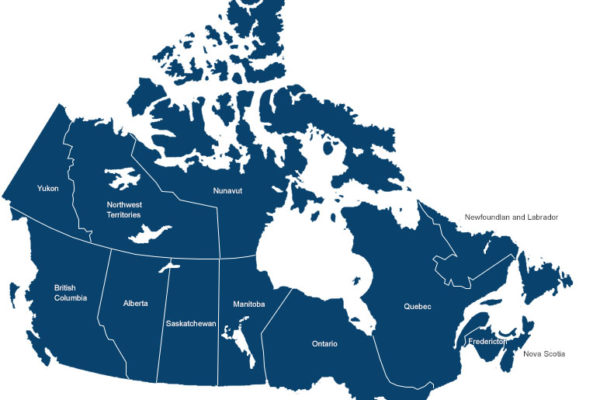 Yukon
Northwest
Territories
Nunavut
Newfoundlan and Labrador
British
Columbia
Alberta
Saskatchewan
Manitoba
Ontario
Quebec
Fredericton
Nova Scotia